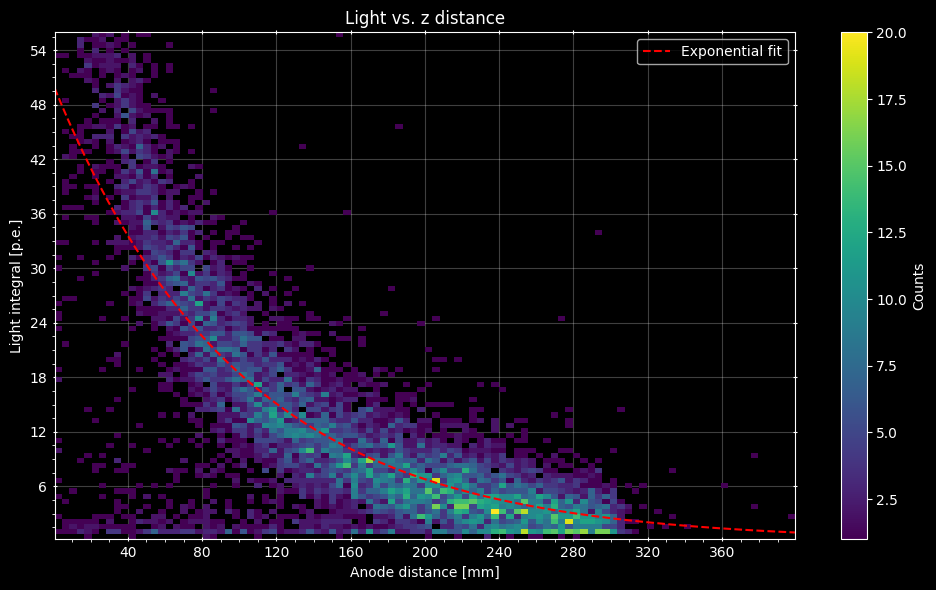 Light vs. z distance
Exponential fit
Light integral [p.e.]
54
48
42
36
30
24
18
12
6
40 80 120 160 200 240 280 320 360
Anode distance [mm]
20.0
17.5
15.0
12.5
10.0
7.5
5.0
2.5
Counts